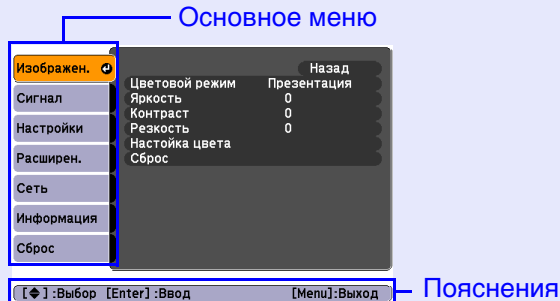 Основное меню
Изображен.
Назад
Цветовой режим Презентация
Сигнал
Яркость 0
Контраст 0
Настройки
Резкость 0
Настойка цвета
Расширен.
Сброс
Сеть
Информация
Сброс
[◆] :Выбор [Enter] :Ввод [Menu]:Выход
Пояснения